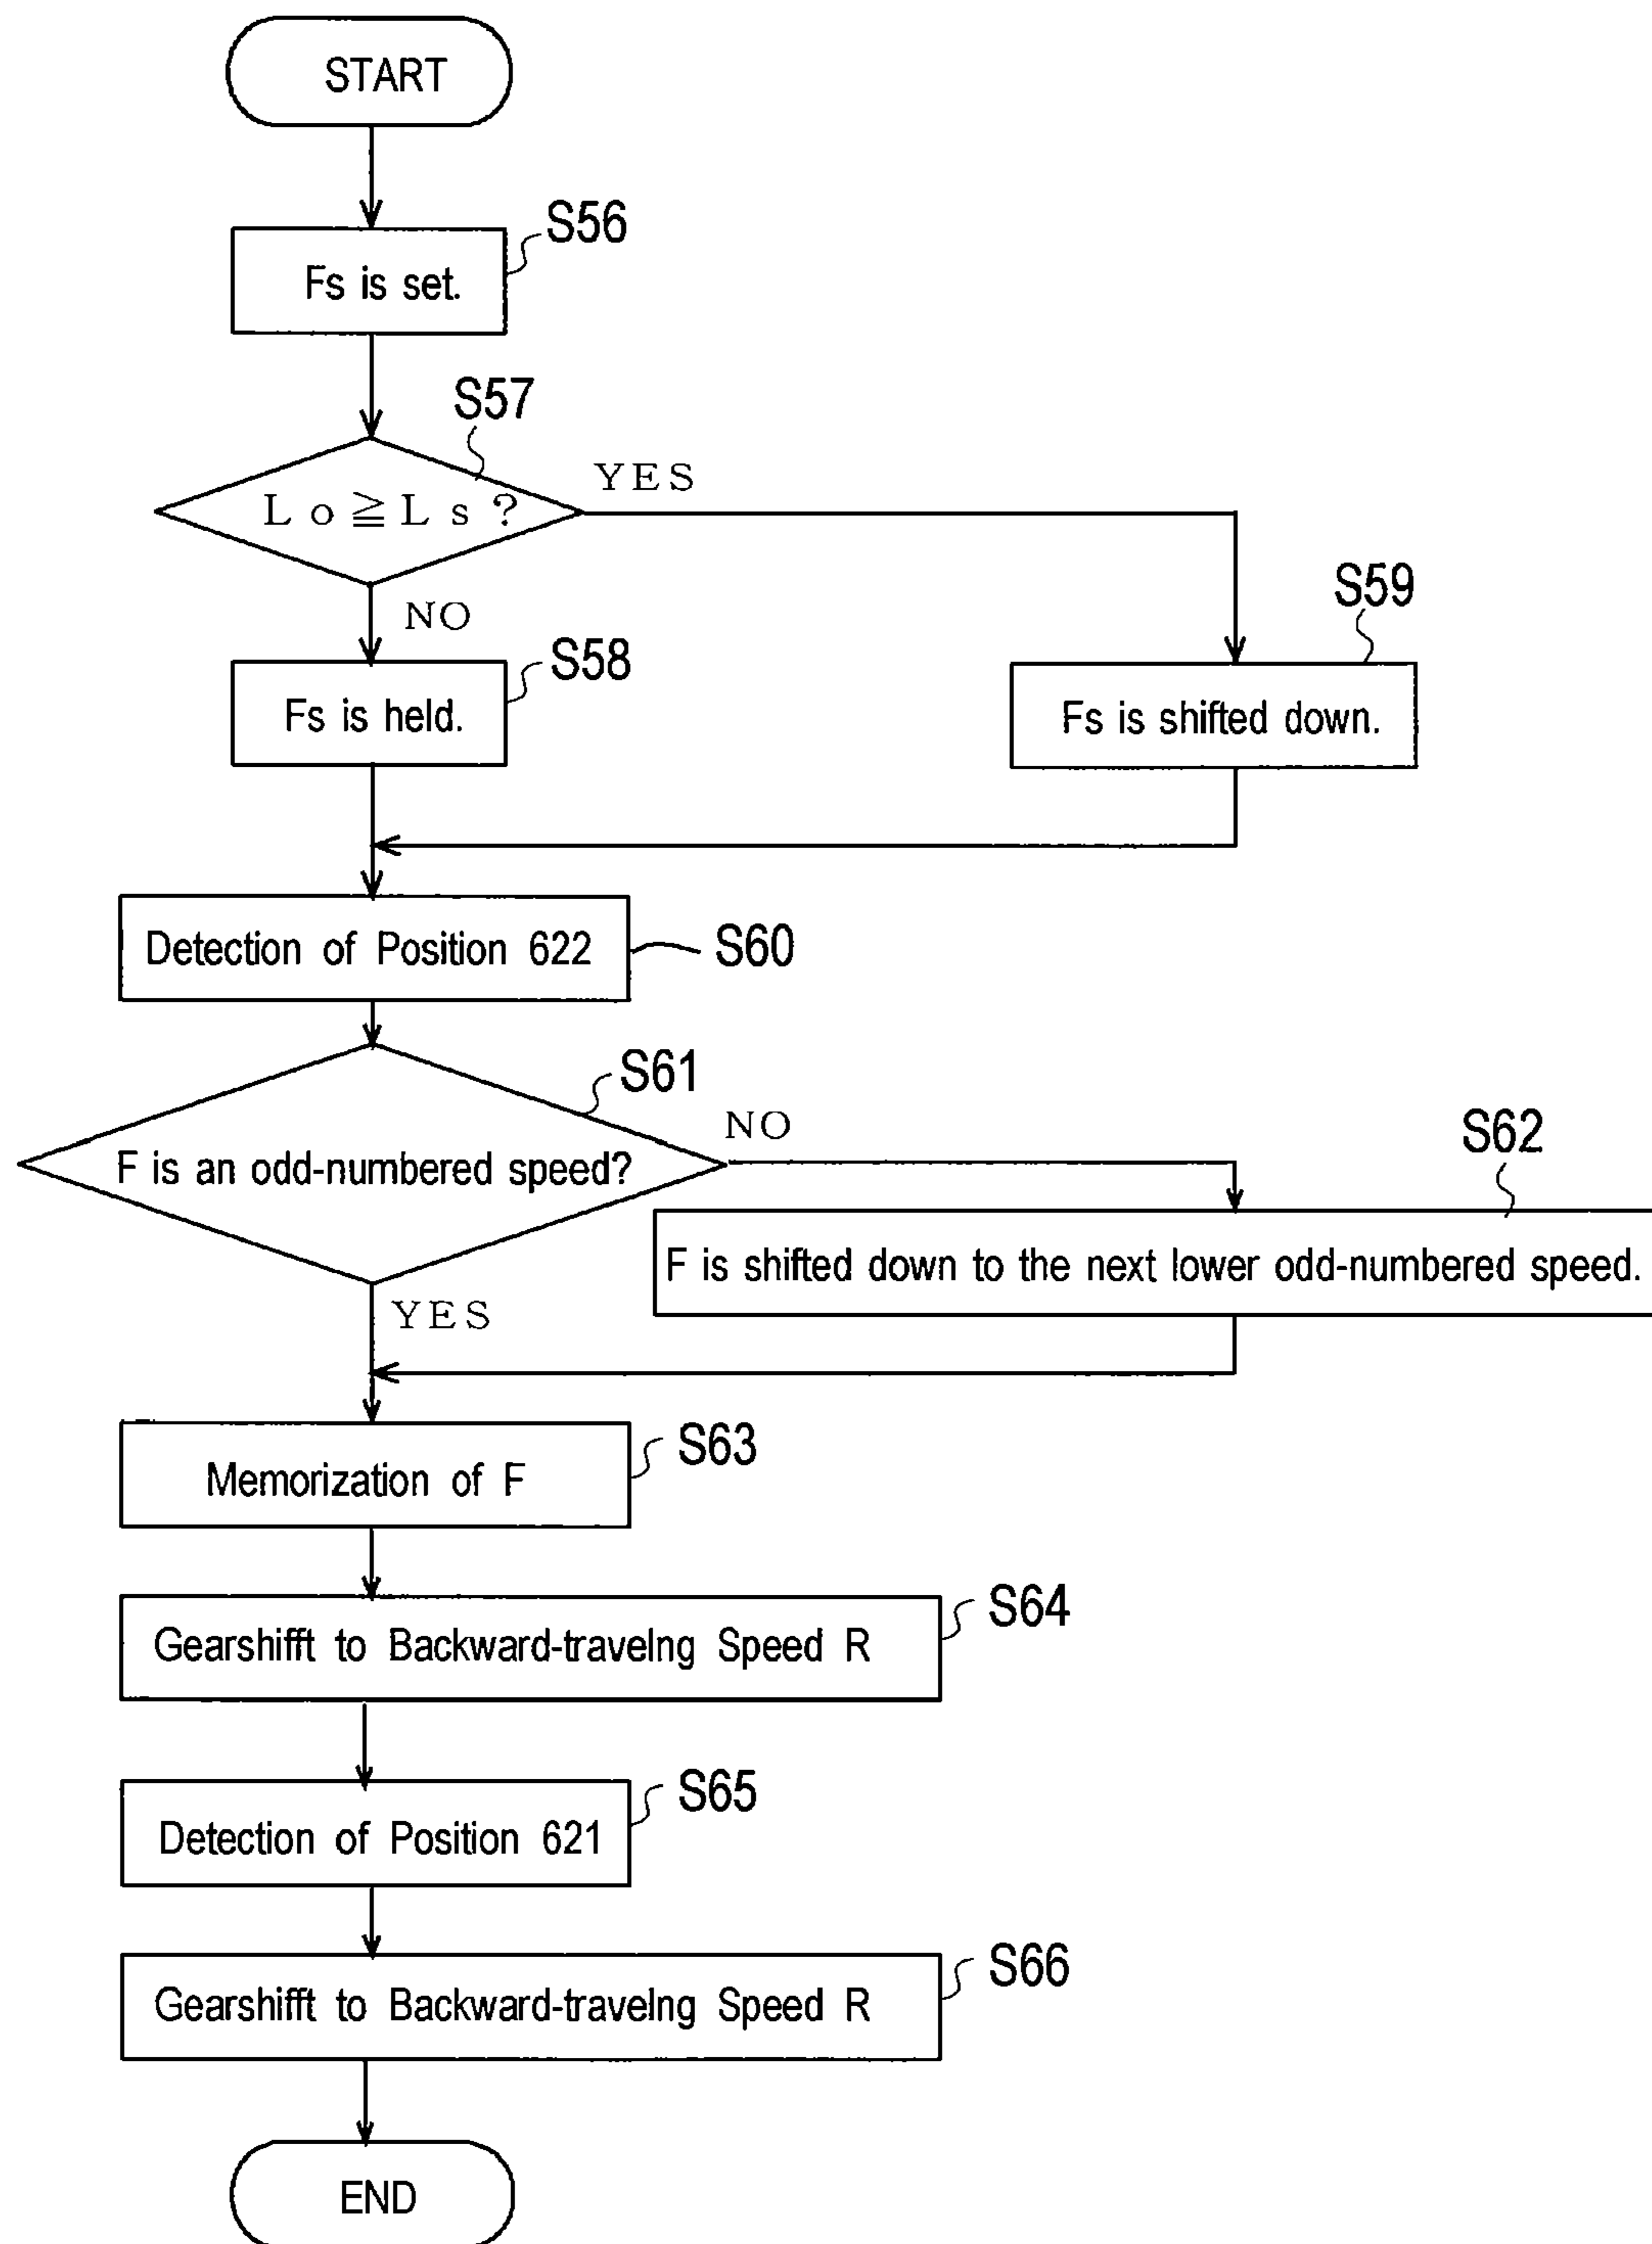 START
S56
Fs is set.
S57
Lo≧Ls?
YES
NO
S58
Fs is held.
S59
Fs is shifted down.
Detection of Position 622
S60
S61
F is an odd-numbered speed?
NO
S62
F is shifted down to the next lower odd-numbered speed.
YES
S63
Memorization of F
S64
Gearshifft to Backward-travelng Speed R
S65
Detection of Position 621
S66
Gearshifft to Backward-travelng Speed R
END